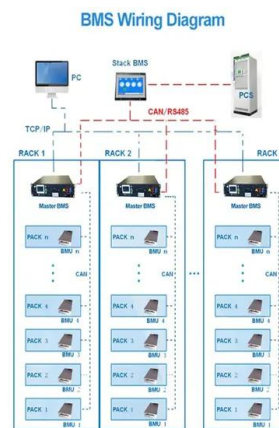 BMS Wiring Diagram
Stack BMS
PC
PCS
CAN/RS485
TCP/IP
RACK 1
RACK 2
RACK
Master BMS
Master BMS
Master BMS
PACK n
BMU n
PACK n
BMU n
PACK n
BMU n
CAN
CAN
CAN
PACK 4
BMU 4
PACK 4
BMU 4
PACK 4
BMU 4
PACK 3
BMU 3
PACK 3
BMU 3
PACK 3
BMU 3
PACK 2
BMU 2
PACK 2
BMU 2
PACK 2
BMU 2
PACK 1
BMU 1
PACK 1
BMU 1
PACK 1
BMU 1